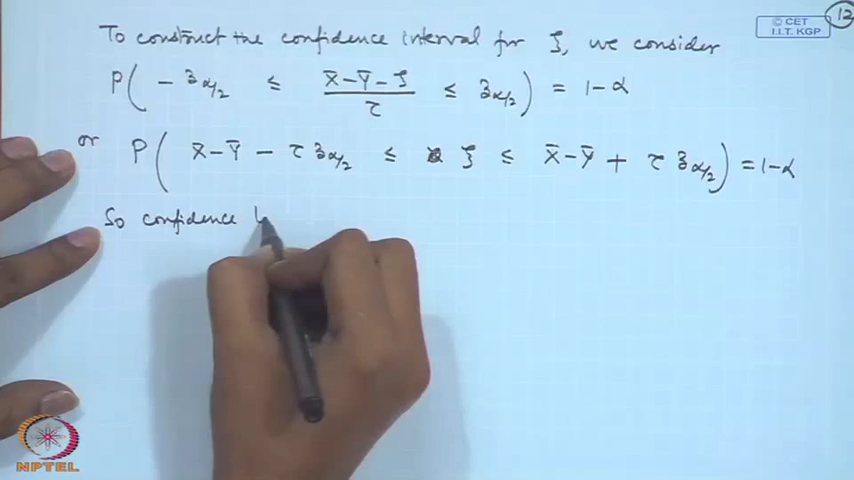 12
© CET
I.I.T. KGP
To construct the confidence interval for ξ, we consider
P( - z_{α/2} ≤ (X̄-Ȳ-ξ)/τ ≤ z_{α/2} ) = 1-α
or P( X̄-Ȳ - τ z_{α/2} ≤ ξ ≤ X̄-Ȳ + τ z_{α/2} ) = 1-α
So confidence
NPTEL